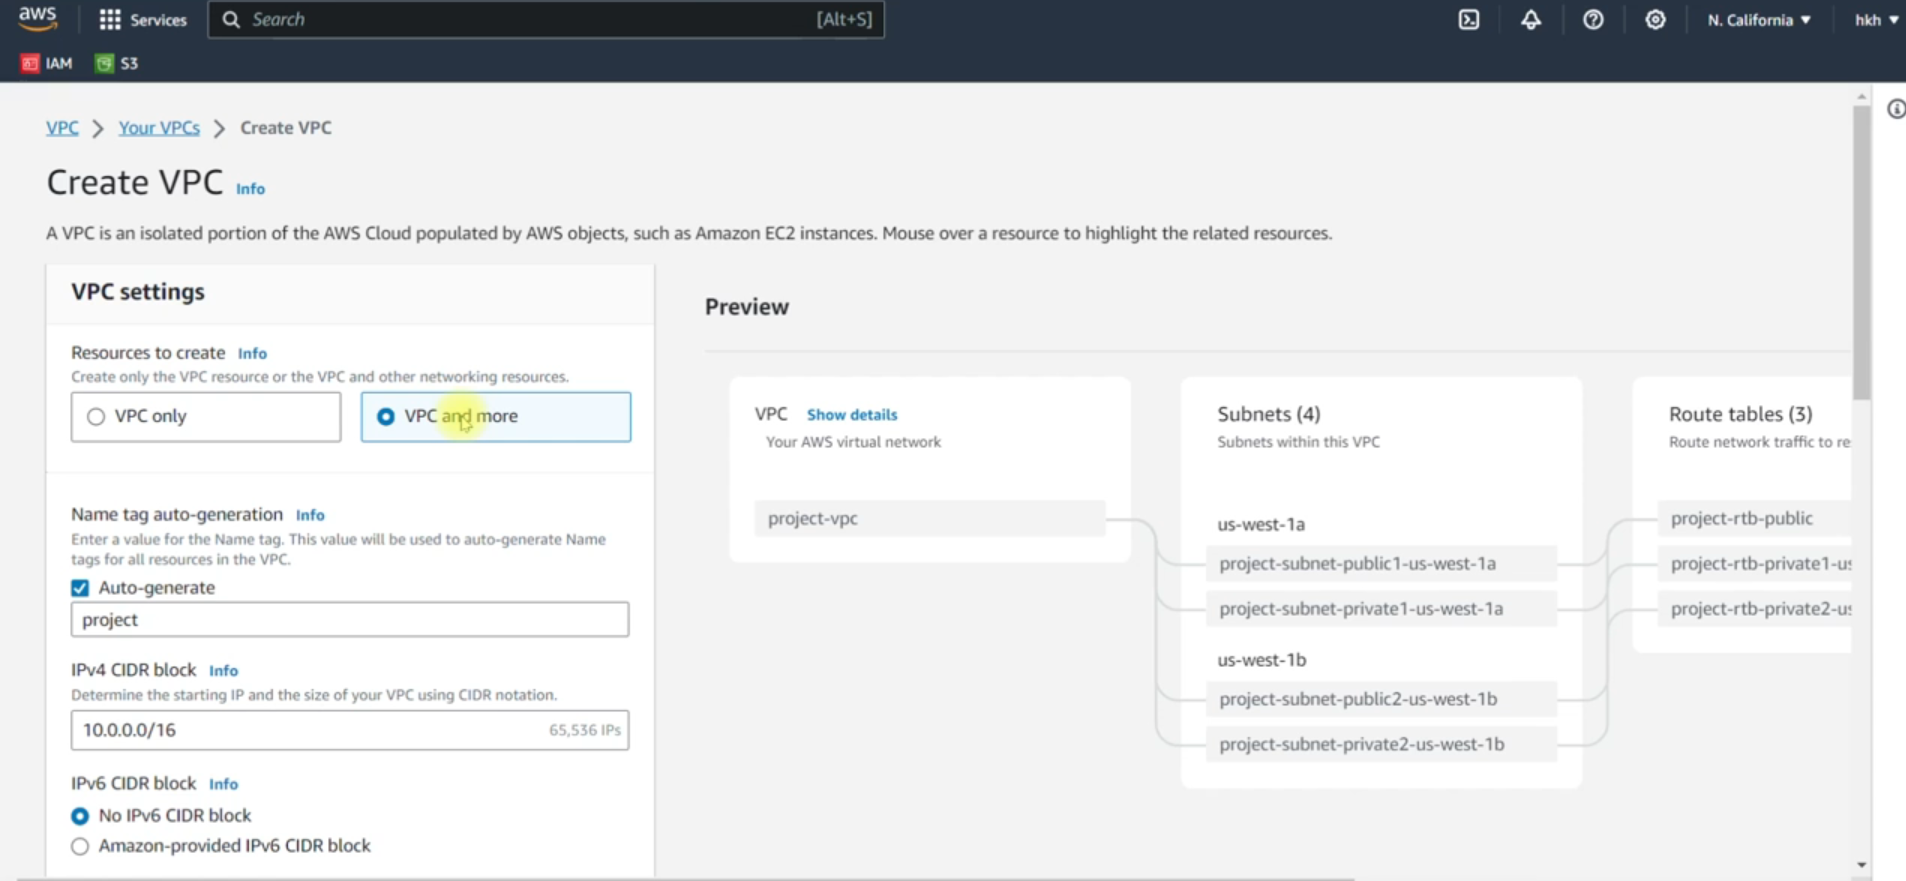 aws
Services
Search
[Alt+S]
N. California ▼
hkh ▼
IAM
S3
VPC > Your VPCs > Create VPC
Create VPC Info
A VPC is an isolated portion of the AWS Cloud populated by AWS objects, such as Amazon EC2 instances. Mouse over a resource to highlight the related resources.
VPC settings
Resources to create Info
Create only the VPC resource or the VPC and other networking resources.
VPC only
VPC and more
Name tag auto-generation Info
Enter a value for the Name tag. This value will be used to auto-generate Name
tags for all resources in the VPC.
Auto-generate
project
IPv4 CIDR block Info
Determine the starting IP and the size of your VPC using CIDR notation.
10.0.0.0/16
65,536 IPs
IPv6 CIDR block Info
No IPv6 CIDR block
Amazon-provided IPv6 CIDR block
Preview
VPC Show details
Your AWS virtual network
project-vpc
Subnets (4)
Subnets within this VPC
us-west-1a
project-subnet-public1-us-west-1a
project-subnet-private1-us-west-1a
us-west-1b
project-subnet-public2-us-west-1b
project-subnet-private2-us-west-1b
Route tables (3)
Route network traffic to re
project-rtb-public
project-rtb-private1-us
project-rtb-private2-us